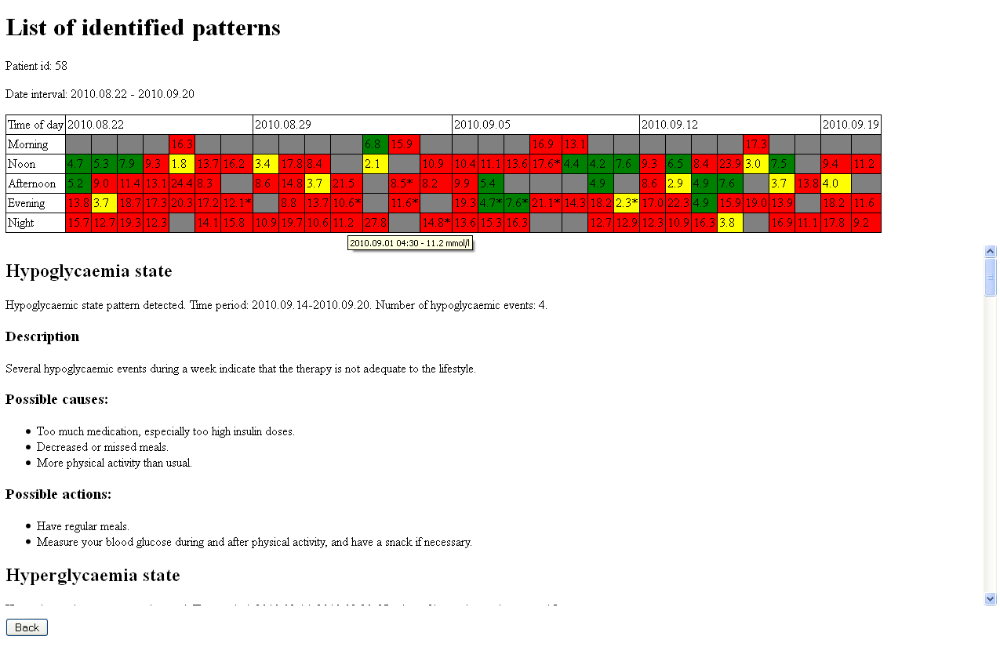 List of identified patterns
Patient id: 58
Date interval: 2010.08.22 - 2010.09.20
Time of day 2010.08.22 2010.08.29 2010.09.05 2010.09.12 2010.09.19
Morning 16.3 6.8 15.9 16.9 13.1 17.3
Noon 4.7 5.3 7.9 9.3 1.8 13.7 16.2 3.4 17.8 8.4 2.1 10.9 10.4 11.1 13.6 17.6* 4.4 4.2 7.6 9.3 6.5 8.4 23.9 3.0 7.5 9.4 11.2
Afternoon 5.2 9.0 11.4 13.1 24.4 8.3 8.6 14.8 3.7 21.5 8.5* 8.2 9.9 5.4 4.9 8.6 2.9 4.9 7.6 3.7 13.8 4.0
Evening 13.8 3.7 18.7 17.3 20.3 17.2 12.1* 8.8 13.7 10.6* 11.6* 19.3 4.7* 7.6* 21.1* 14.3 18.2 2.3* 17.0 22.3 4.9 15.9 19.0 13.9 18.2 11.6
Night 15.7 12.7 19.3 12.3 14.1 15.8 10.9 19.7 10.6 11.2 27.8 14.8* 13.6 15.3 16.3 12.7 12.9 12.3 10.9 16.3 3.8 16.9 11.1 17.8 9.2
2010.09.01 04:30 - 11.2 mmol/l
Hypoglycaemia state
Hypoglycaemic state pattern detected. Time period: 2010.09.14-2010.09.20. Number of hypoglycaemic events: 4.
Description
Several hypoglycaemic events during a week indicate that the therapy is not adequate to the lifestyle.
Possible causes:
• Too much medication, especially too high insulin doses.
• Decreased or missed meals.
• More physical activity than usual.
Possible actions:
• Have regular meals.
• Measure your blood glucose during and after physical activity, and have a snack if necessary.
Hyperglycaemia state
Back